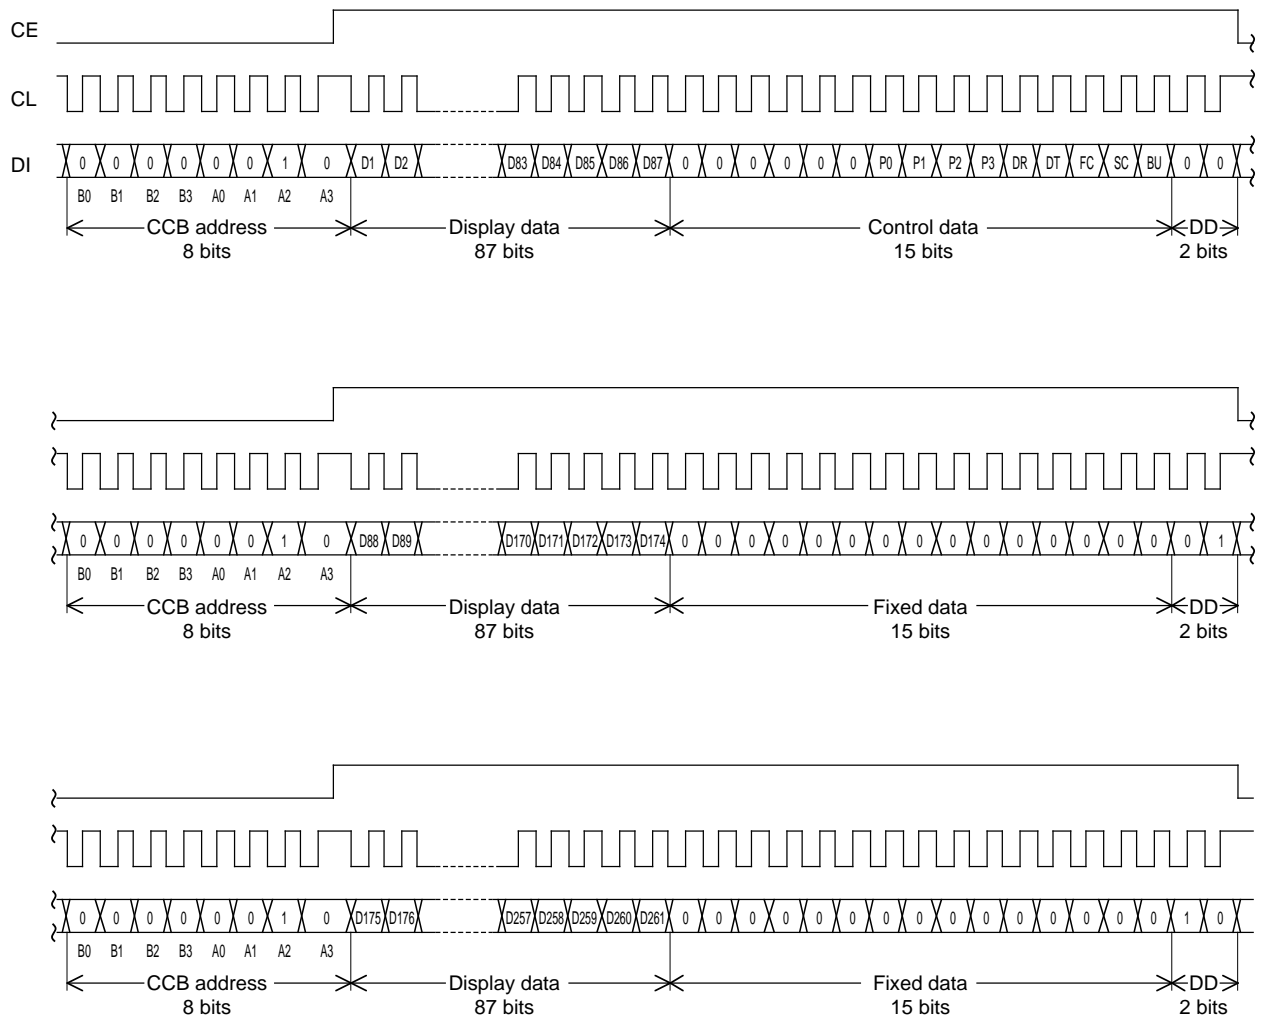 CE
CL
DI 0 0 0 0 0 0 1 0 D1 D2 D83 D84 D85 D86 D87 0 0 0 0 0 0 P0 P1 P2 P3 DR DT FC SC BU 0 0
B0 B1 B2 B3 A0 A1 A2 A3
CCB address Display data Control data DD
8 bits 87 bits 15 bits 2 bits
0 0 0 0 0 0 1 0 D88 D89 D170 D171 D172 D173 D174 0 0 0 0 0 0 0 0 0 0 0 0 0 0 0 0 1
B0 B1 B2 B3 A0 A1 A2 A3
CCB address Display data Fixed data DD
8 bits 87 bits 15 bits 2 bits
0 0 0 0 0 0 1 0 D175 D176 D257 D258 D259 D260 D261 0 0 0 0 0 0 0 0 0 0 0 0 0 0 0 1 0
B0 B1 B2 B3 A0 A1 A2 A3
CCB address Display data Fixed data DD
8 bits 87 bits 15 bits 2 bits